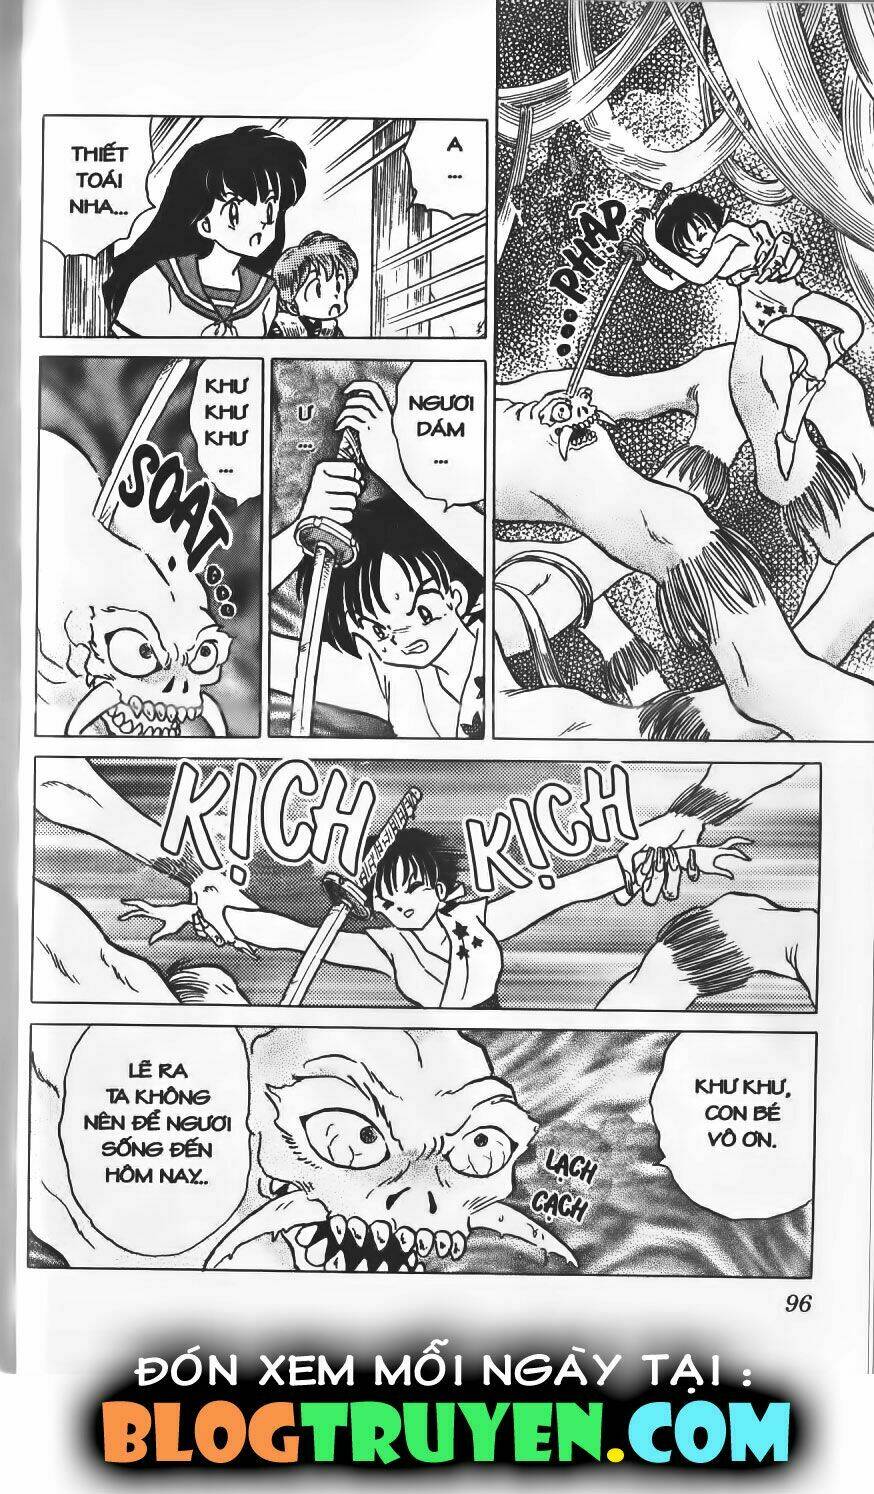 PHẬP
...
A
...
THIẾT
TOÁI
NHA...
NGƯƠI
DÁM
...
Ư
...
KHƯ
KHƯ
KHƯ
...
SOẠT...
KỊCH
KỊCH
KHƯ KHƯ,
CON BÉ
VÔ ƠN.
LẠCH
CẠCH
LẼ RA
TA KHÔNG
NÊN ĐỂ NGƯƠI
SỐNG ĐẾN
HÔM NAY...
96
ĐÓN XEM MỖI NGÀY TẠI :
BLOGTRUYEN.COM